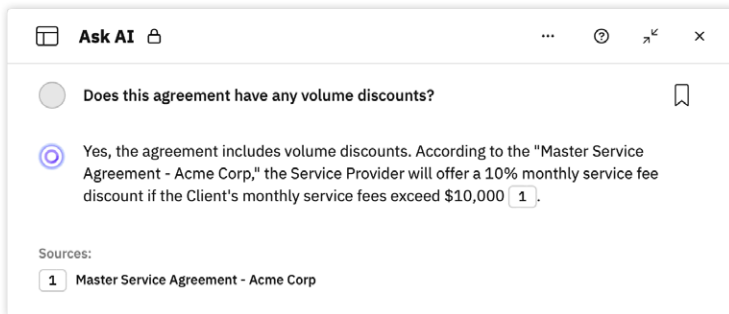 Ask AI
Does this agreement have any volume discounts?
Yes, the agreement includes volume discounts. According to the "Master Service
Agreement - Acme Corp," the Service Provider will offer a 10% monthly service fee
discount if the Client's monthly service fees exceed $10,000 1.
Sources:
1 Master Service Agreement - Acme Corp